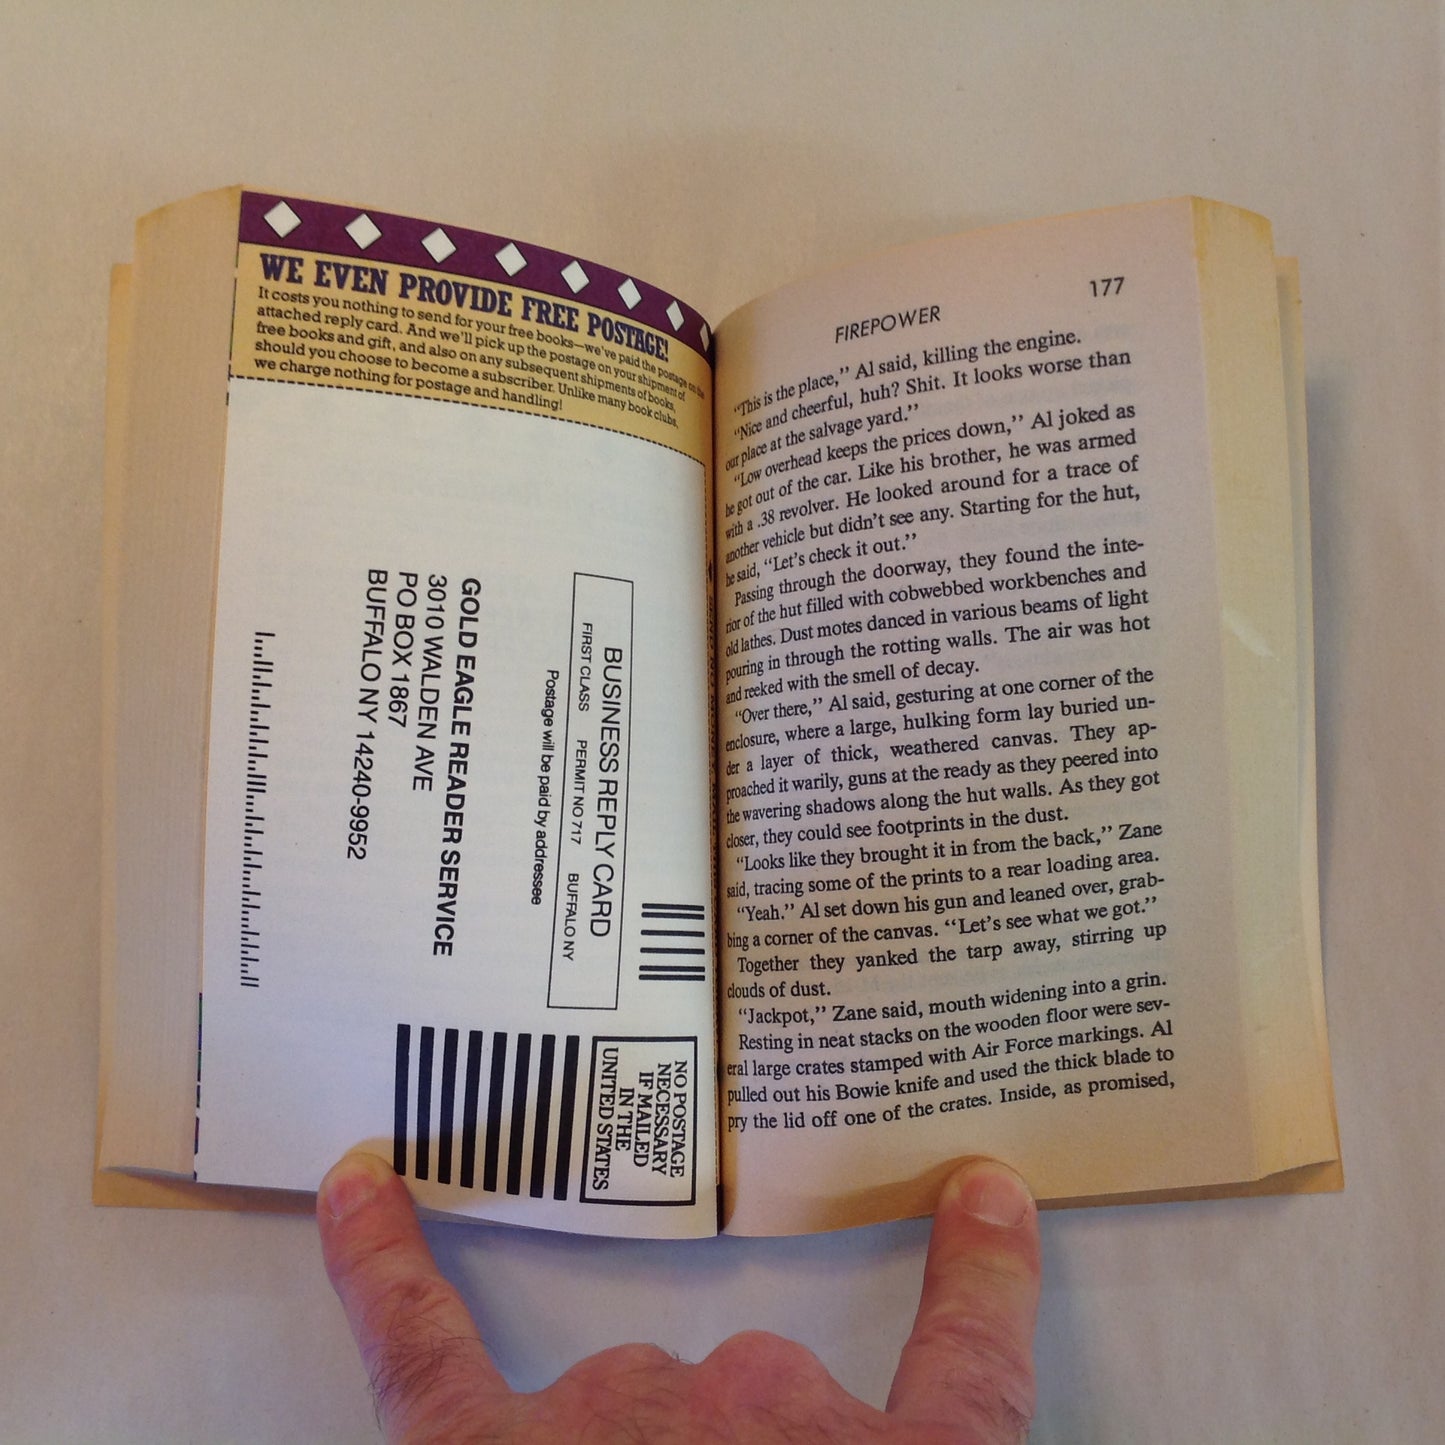 WE EVEN PROVIDE FREE POSTAGE!
It costs you nothing to send for your free books—we've paid the postage on the
attached reply card. And we'll pick up the postage on your shipment of
free books and gift, and also on any subsequent shipments of books,
should you choose to become a subscriber. Unlike many book clubs,
we charge nothing for postage and handling!
NO POSTAGE
NECESSARY
IF MAILED
IN THE
UNITED STATES
BUSINESS REPLY CARD
FIRST CLASS PERMIT NO 717 BUFFALO NY
Postage will be paid by addressee
GOLD EAGLE READER SERVICE
3010 WALDEN AVE
PO BOX 1867
BUFFALO NY 14240-9952
FIREPOWER 177
"This is the place," Al said, killing the engine.
"Nice and cheerful, huh? Shit. It looks worse than
our place at the salvage yard."
"Low overhead keeps the prices down," Al joked as
he got out of the car. Like his brother, he was armed
with a .38 revolver. He looked around for a trace of
another vehicle but didn't see any. Starting for the hut,
he said, "Let's check it out."
Passing through the doorway, they found the inte-
rior of the hut filled with cobwebbed workbenches and
old lathes. Dust motes danced in various beams of light
pouring in through the rotting walls. The air was hot
and reeked with the smell of decay.
"Over there," Al said, gesturing at one corner of the
enclosure, where a large, hulking form lay buried un-
der a layer of thick, weathered canvas. They ap-
proached it warily, guns at the ready as they peered into
the wavering shadows along the hut walls. As they got
closer, they could see footprints in the dust.
"Looks like they brought it in from the back," Zane
said, tracing some of the prints to a rear loading area.
"Yeah." Al set down his gun and leaned over, grab-
bing a corner of the canvas. "Let's see what we got."
Together they yanked the tarp away, stirring up
clouds of dust.
"Jackpot," Zane said, mouth widening into a grin.
Resting in neat stacks on the wooden floor were sev-
eral large crates stamped with Air Force markings. Al
pulled out his Bowie knife and used the thick blade to
pry the lid off one of the crates. Inside, as promised,